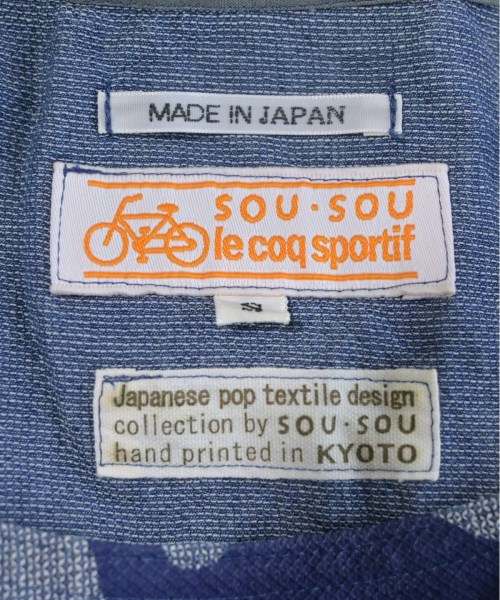 MADE IN JAPAN
SOU・SOU
le coq sportif
S
Japanese pop textile design
collection by SOU・SOU
hand printed in KYOTO